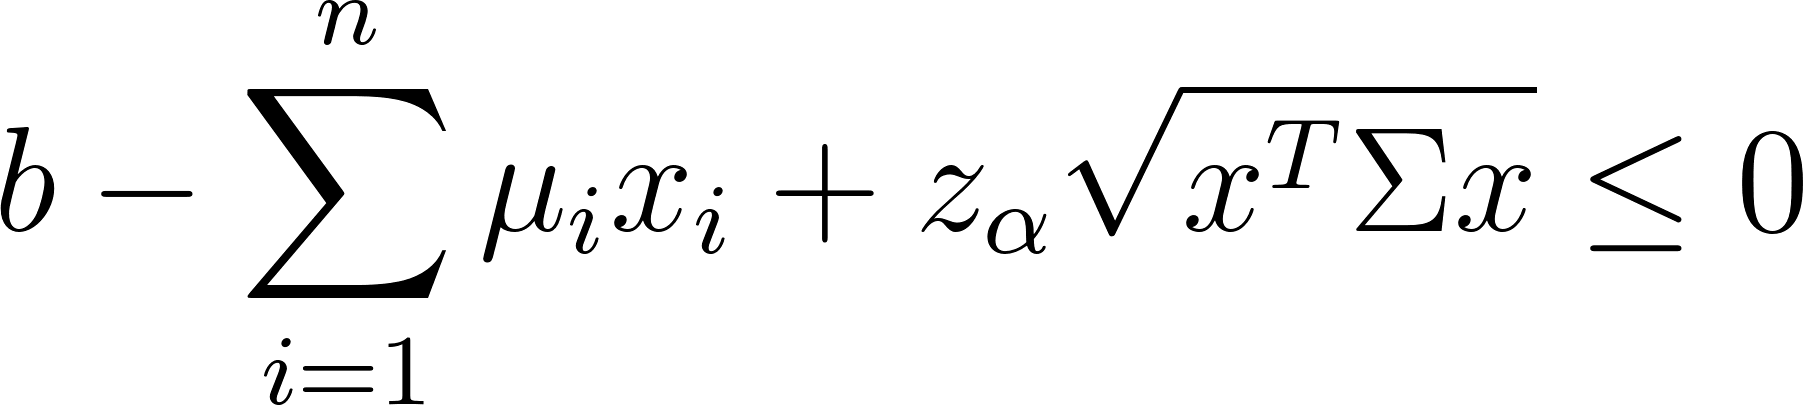 b - \sum_{i=1}^{n} \mu_i x_i + z_\alpha \sqrt{x^T \Sigma x} \leq 0